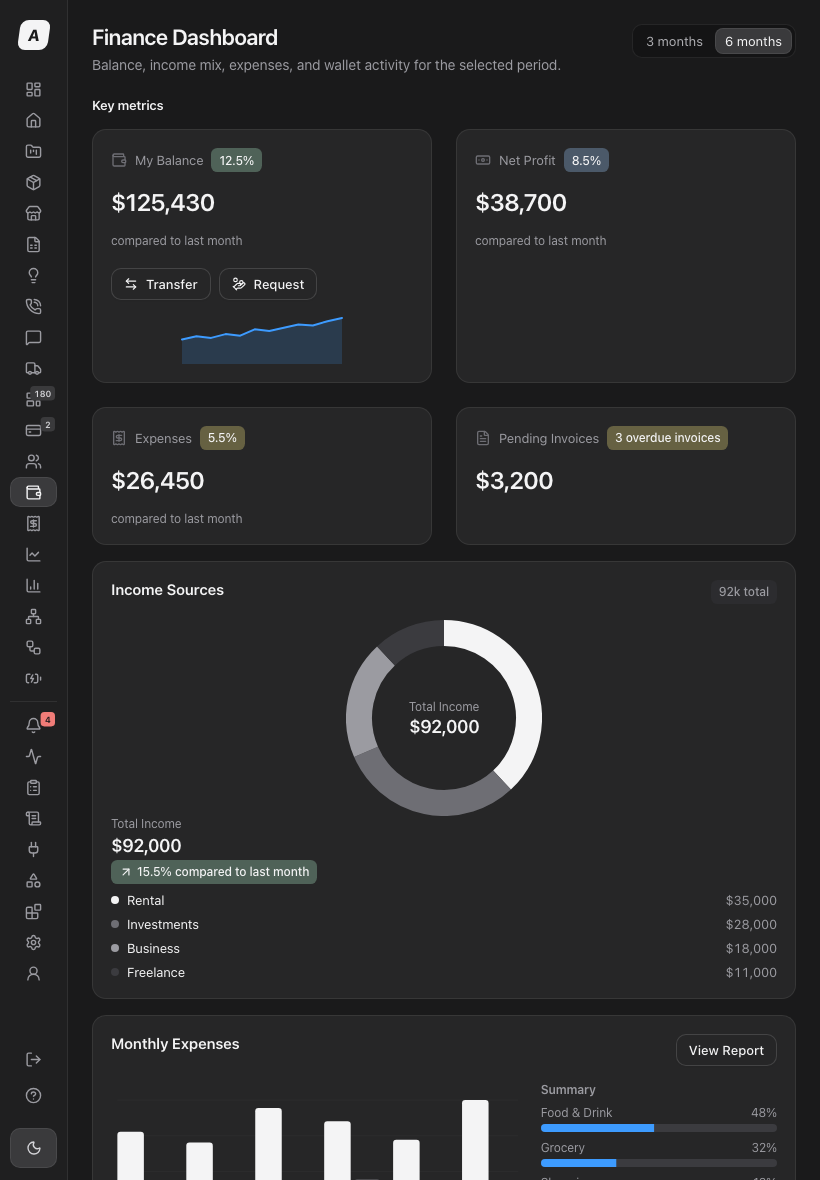 A
Finance Dashboard
3 months
6 months
Balance, income mix, expenses, and wallet activity for the selected period.
Key metrics
My Balance
12.5%
$125,430
compared to last month
Transfer
Request
Net Profit
8.5%
$38,700
compared to last month
180
2
Expenses
5.5%
$26,450
compared to last month
Pending Invoices
3 overdue invoices
$3,200
Income Sources
92k total
Total Income
$92,000
4
Total Income
$92,000
15.5% compared to last month
Rental $35,000
Investments $28,000
Business $18,000
Freelance $11,000
Monthly Expenses
View Report
Summary
Food & Drink 48%
Grocery 32%